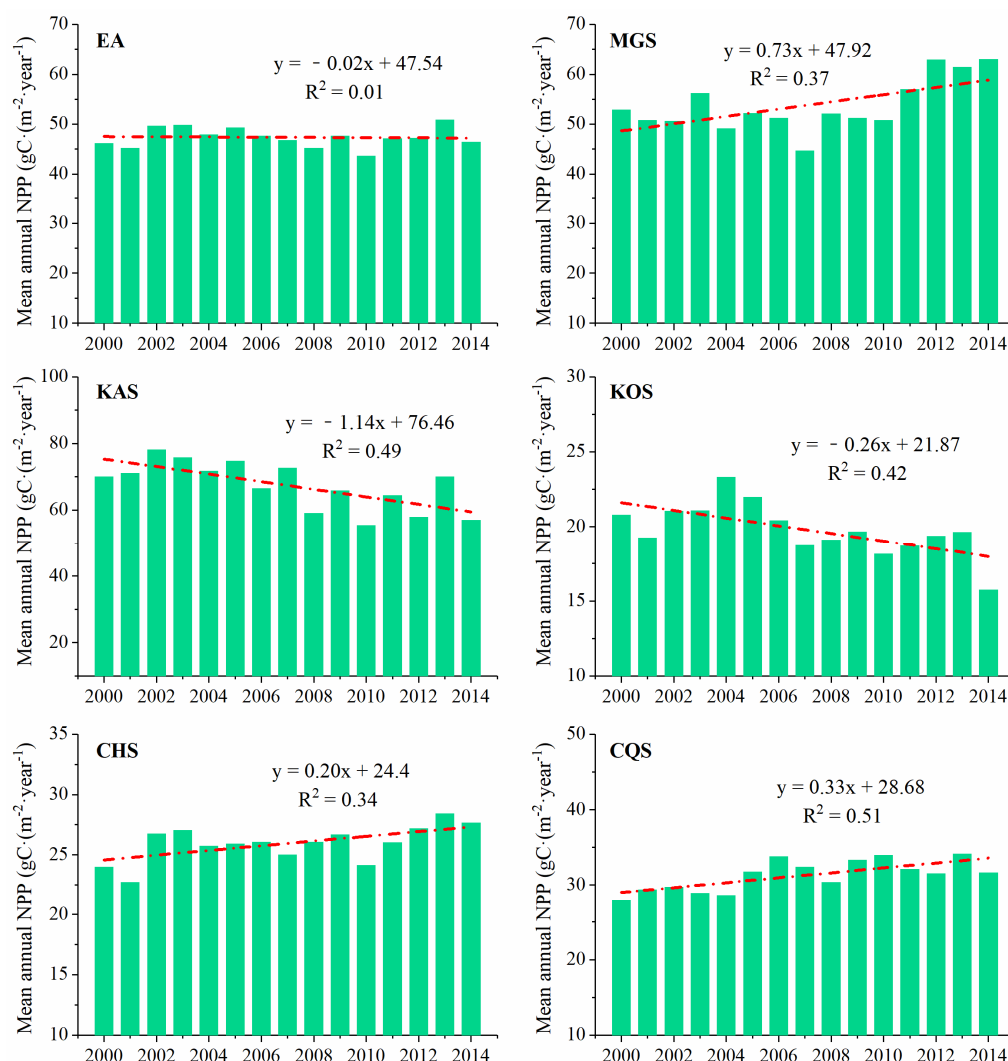 EA
y = - 0.02x + 47.54
R² = 0.01
Mean annual NPP (gC·(m⁻²·year⁻¹)
70
60
50
40
30
20
10
2000 2002 2004 2006 2008 2010 2012 2014
MGS
y = 0.73x + 47.92
R² = 0.37
Mean annual NPP (gC·(m⁻²·year⁻¹)
70
60
50
40
30
20
10
2000 2002 2004 2006 2008 2010 2012 2014
KAS
y = - 1.14x + 76.46
R² = 0.49
Mean annual NPP (gC·(m⁻²·year⁻¹)
100
80
60
40
20
2000 2002 2004 2006 2008 2010 2012 2014
KOS
y = - 0.26x + 21.87
R² = 0.42
Mean annual NPP (gC·(m⁻²·year⁻¹)
30
25
20
15
10
2000 2002 2004 2006 2008 2010 2012 2014
CHS
y = 0.20x + 24.4
R² = 0.34
Mean annual NPP (gC·(m⁻²·year⁻¹)
35
30
25
20
15
10
2000 2002 2004 2006 2008 2010 2012 2014
CQS
y = 0.33x + 28.68
R² = 0.51
Mean annual NPP (gC·(m⁻²·year⁻¹)
50
40
30
20
10
2000 2002 2004 2006 2008 2010 2012 2014